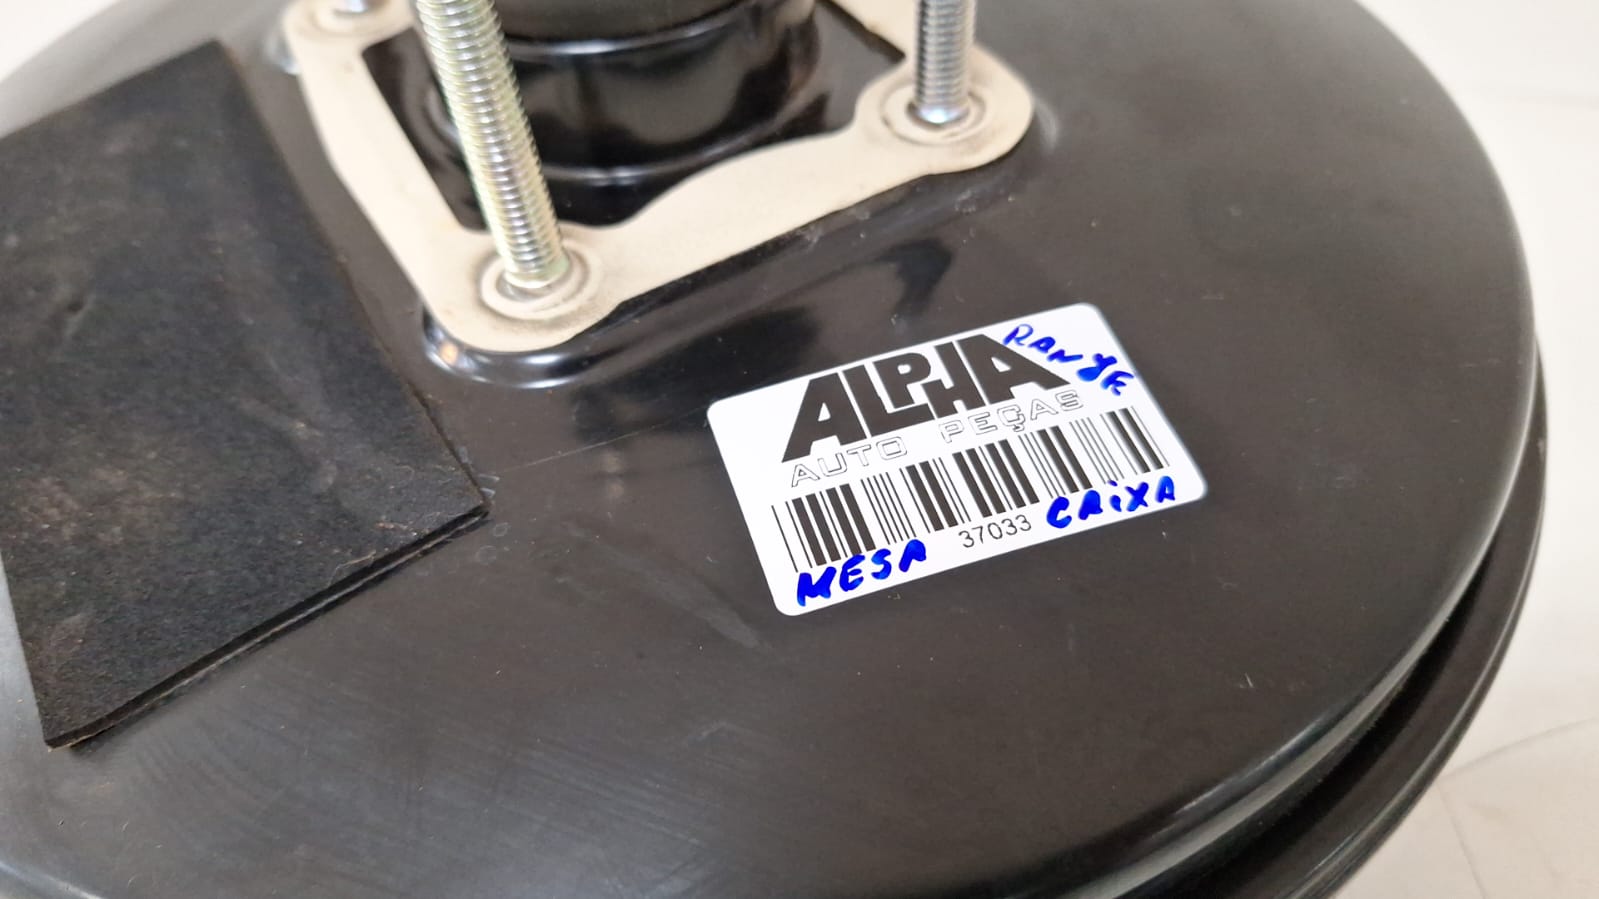 ALPHA
RANGE
AUTO PEÇAS
37033
MESA CAIXA